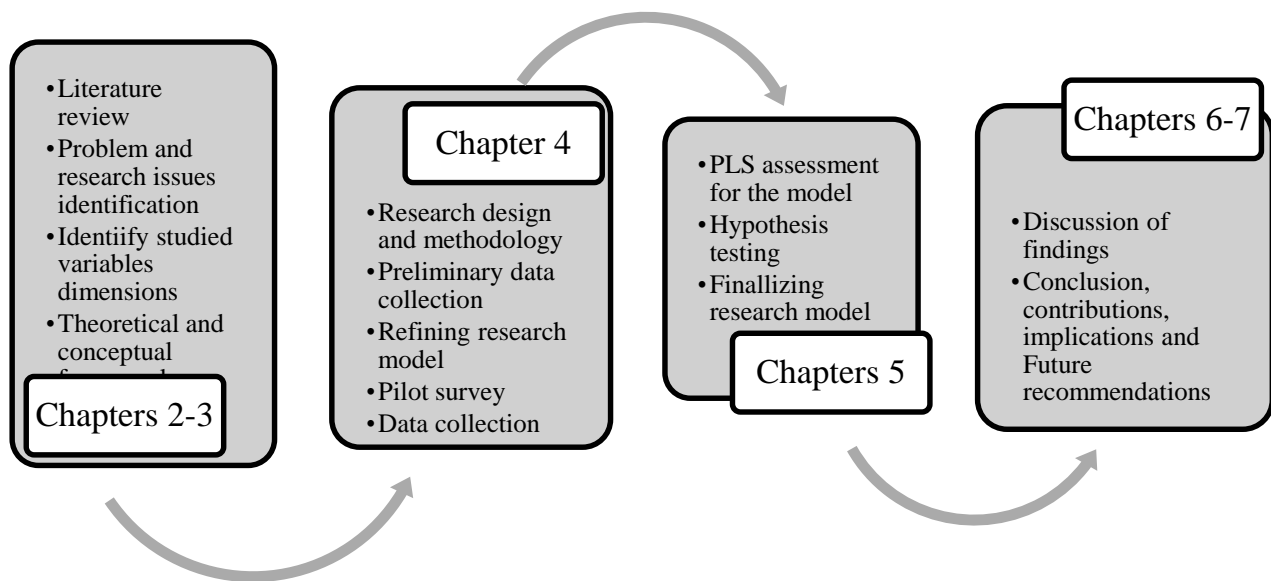 •Literature
review
•Problem and
research issues
identification
•Identiify studied
variables
dimensions
•Theoretical and
conceptual
Chapters 2-3
Chapter 4
•Research design
and methodology
•Preliminary data
collection
•Refining research
model
•Pilot survey
•Data collection
•PLS assessment
for the model
•Hypothesis
testing
•Finallizing
research model
Chapters 5
Chapters 6-7
•Discussion of
findings
•Conclusion,
contributions,
implications and
Future
recommendations